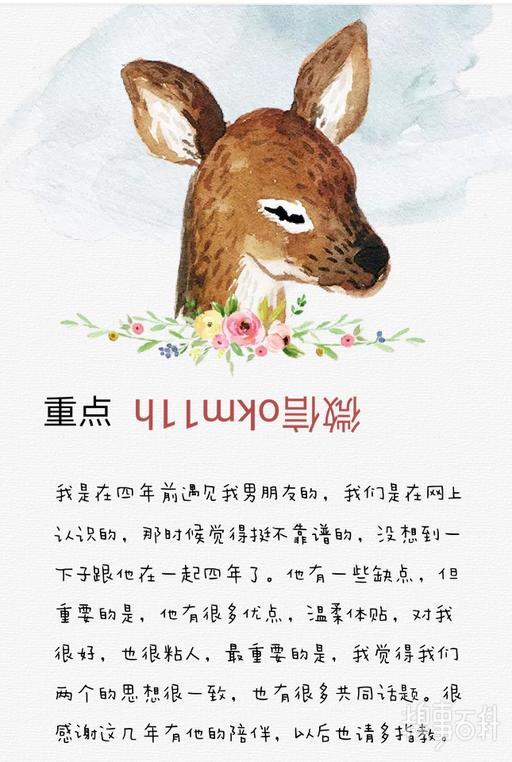 重点 微信okm11h
我是在四年前遇见我男朋友的，我们是在网上
认识的，那时候觉得挺不靠谱的，没想到一
下子跟他在一起四年了。他有一些缺点，但
重要的是，他有很多优点，温柔体贴，对我
很好，也很粘人，最重要的是，我觉得我们
两个的思想很一致，也有很多共同话题。很
感谢这几年有他的陪伴，以后也请多指教。
糗事百科